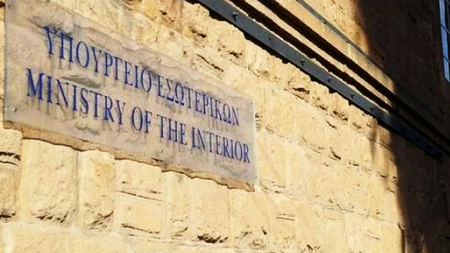 ΥΠΟΥΡΓΕΙΟ ΕΣΩΤΕΡΙΚΩΝ
MINISTRY OF THE INTERIOR